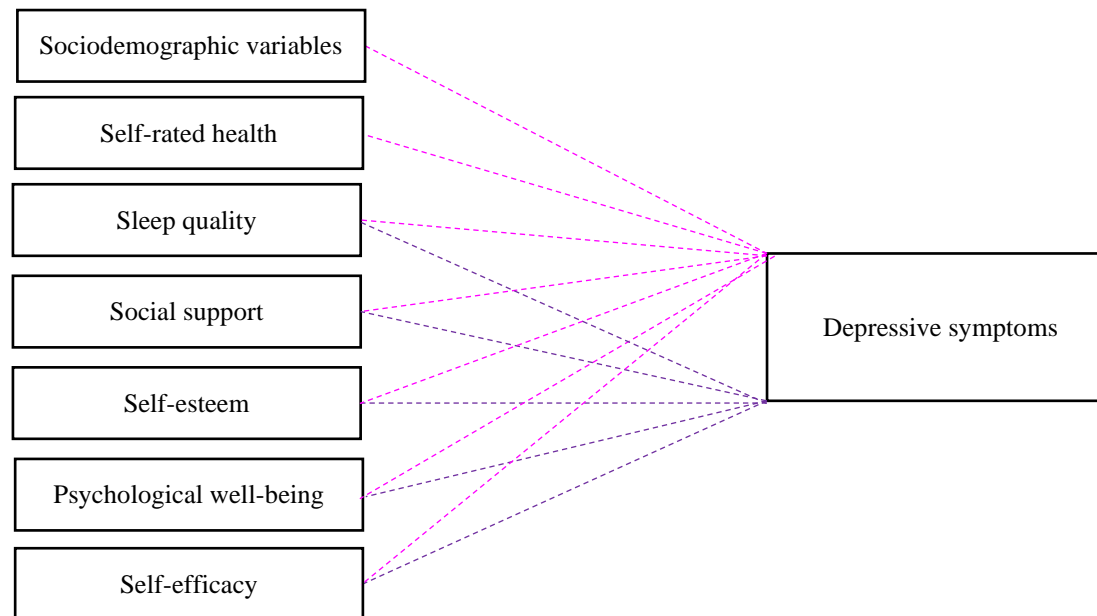 Sociodemographic variables
Self-rated health
Sleep quality
Social support
Depressive symptoms
Self-esteem
Psychological well-being
Self-efficacy